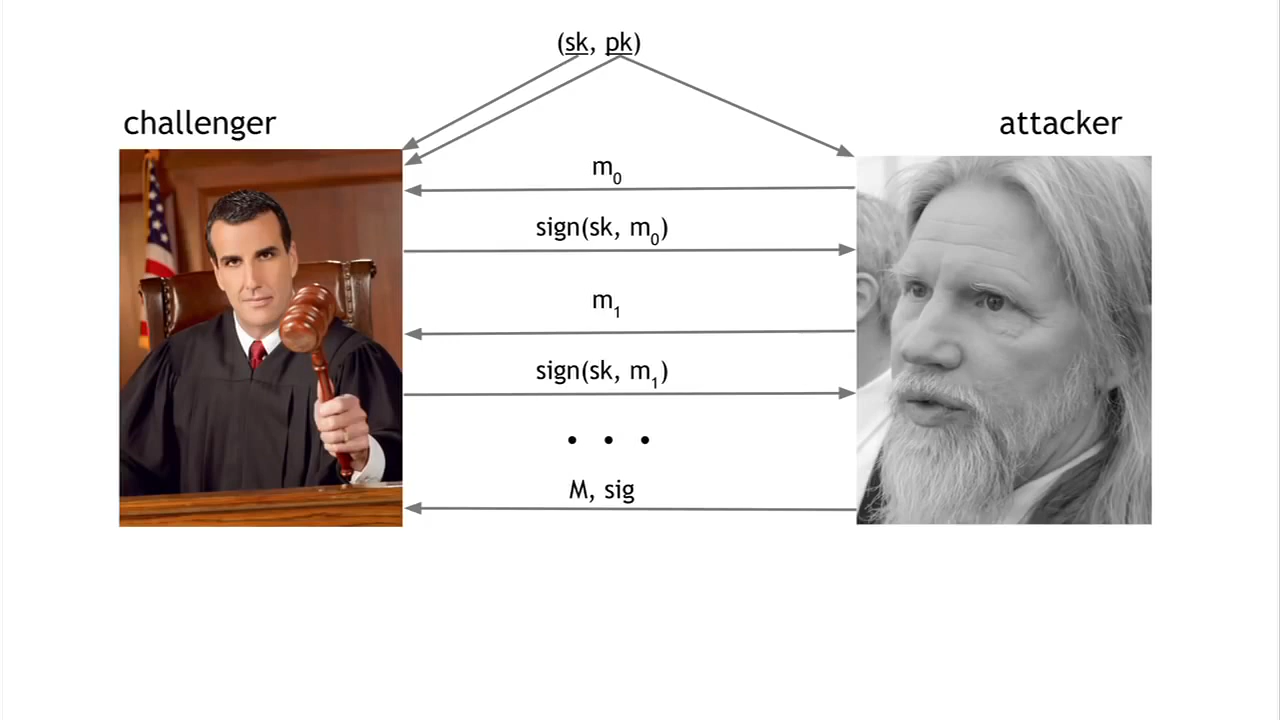 (sk, pk)
challenger
attacker
m₀
sign(sk, m₀)
m₁
sign(sk, m₁)
• • •
M, sig